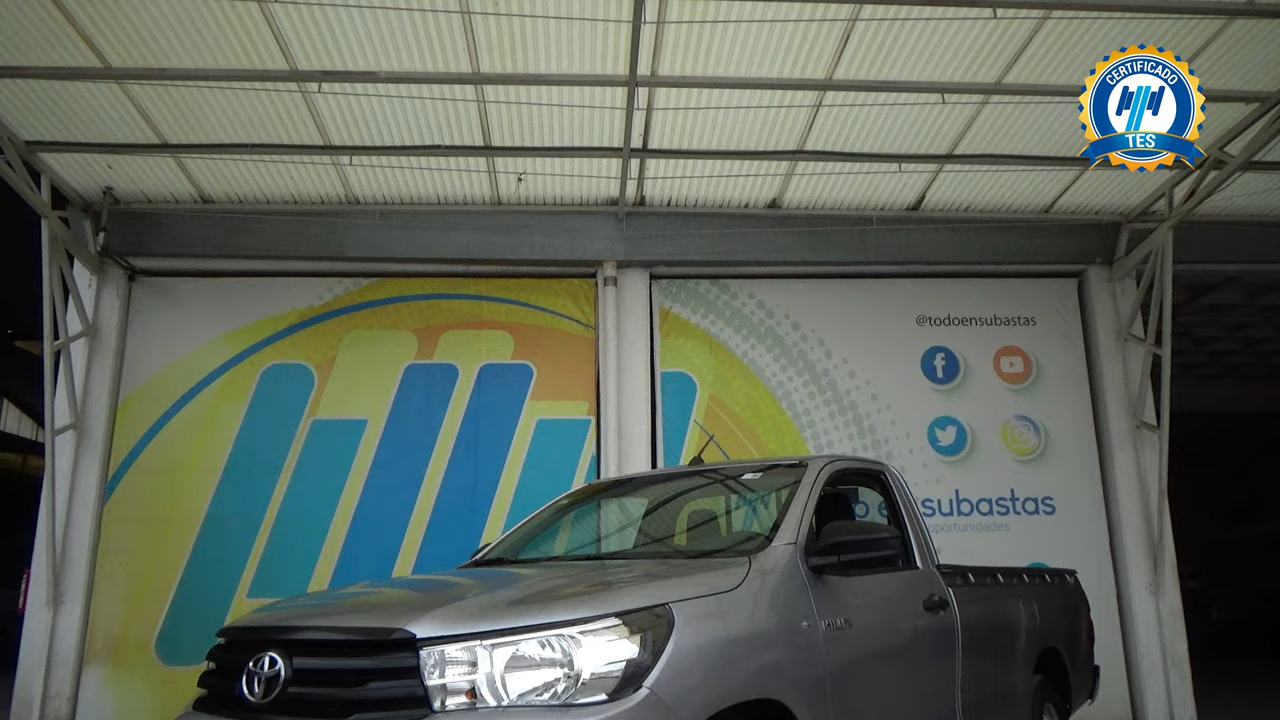 CERTIFICADO
TES
@todoensubastas
subastas
oportunidades
HILUX